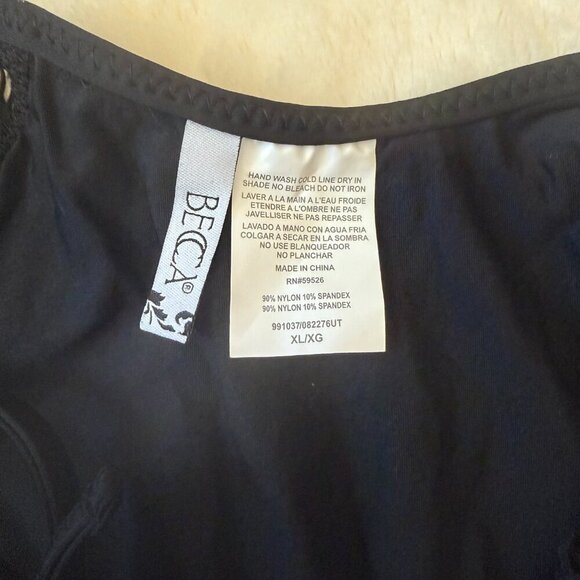 BECCA®
HAND WASH COLD LINE DRY IN
SHADE NO BLEACH DO NOT IRON
LAVER A LA MAIN A L'EAU FROIDE
ETENDRE A L'OMBRE NE PAS
JAVELLISER NE PAS REPASSER
LAVADO A MANO CON AGUA FRIA
COLGAR A SECAR EN LA SOMBRA
NO USE BLANQUEADOR
NO PLANCHAR
MADE IN CHINA
RN#59526
90% NYLON 10% SPANDEX
90% NYLON 10% SPANDEX
991037/082276UT
XL/XG